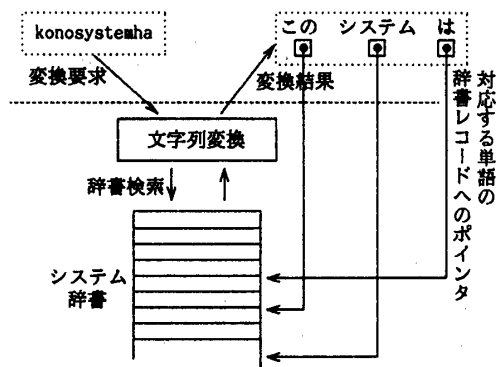 konosystemha
この システム は
変換要求
変換結果
文字列変換
辞書検索
システム
辞書
対応する単語の
辞書レコードへのポインタ